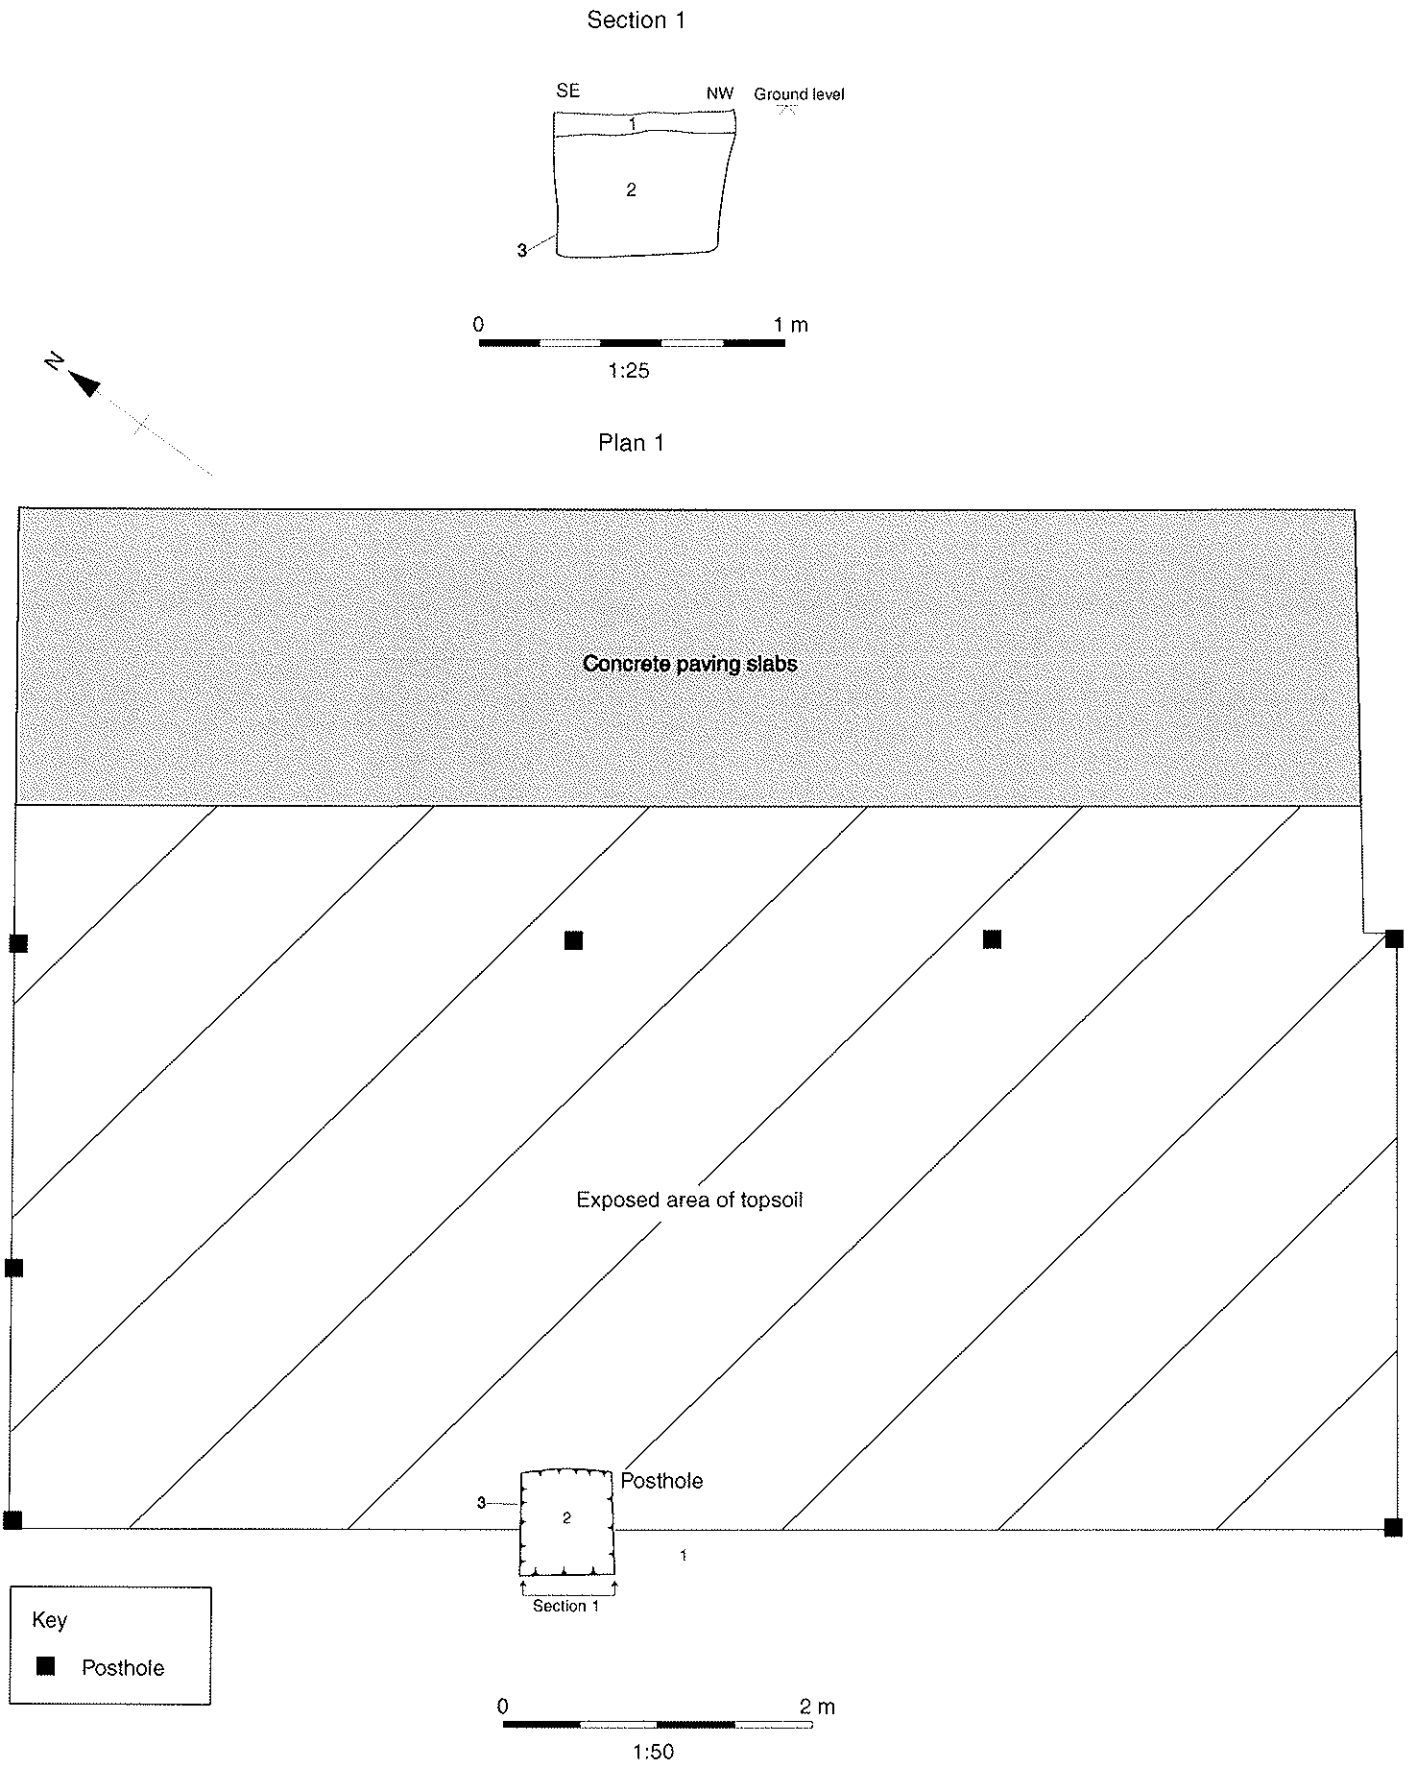 Section 1
SE NW Ground level
1
2
3
0 1 m
1:25
N
Plan 1
Concrete paving slabs
Exposed area of topsoil
Posthole
3
2
1
Section 1
Key
Posthole
0 2 m
1:50